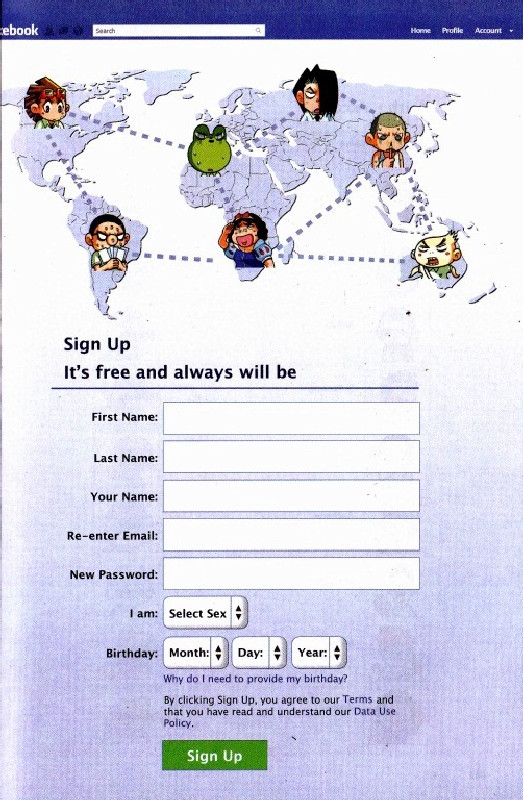 cebook
Search
Home Profile Account
Sign Up
It's free and always will be
First Name:
Last Name:
Your Name:
Re-enter Email:
New Password:
I am: Select Sex
Birthday: Month: Day: Year:
Why do I need to provide my birthday?
By clicking Sign Up, you agree to our Terms and
that you have read and understand our Data Use
Policy.
Sign Up